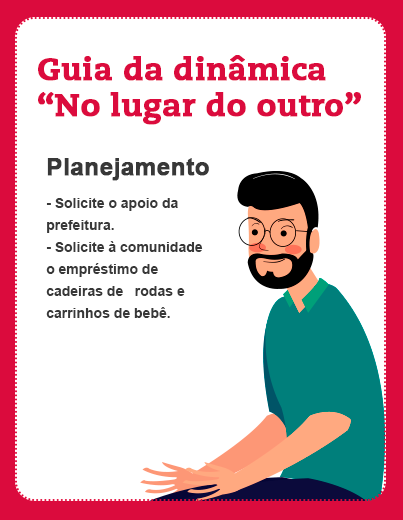 Guia da dinâmica
“No lugar do outro”
Planejamento
- Solicite o apoio da
prefeitura.
- Solicite à comunidade
o empréstimo de
cadeiras de rodas e
carrinhos de bebê.